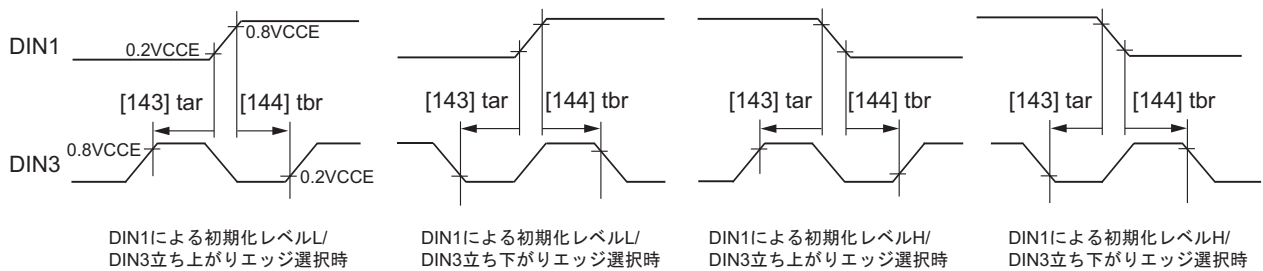 DIN1
0.2VCCE
0.8VCCE
[143] tar
[144] tbr
[143] tar
[144] tbr
[143] tar
[144] tbr
[143] tar
[144] tbr
DIN3
0.8VCCE
0.2VCCE
DIN1による初期化レベルL/
DIN3立ち上がりエッジ選択時
DIN1による初期化レベルL/
DIN3立ち下がりエッジ選択時
DIN1による初期化レベルH/
DIN3立ち上がりエッジ選択時
DIN1による初期化レベルH/
DIN3立ち下がりエッジ選択時